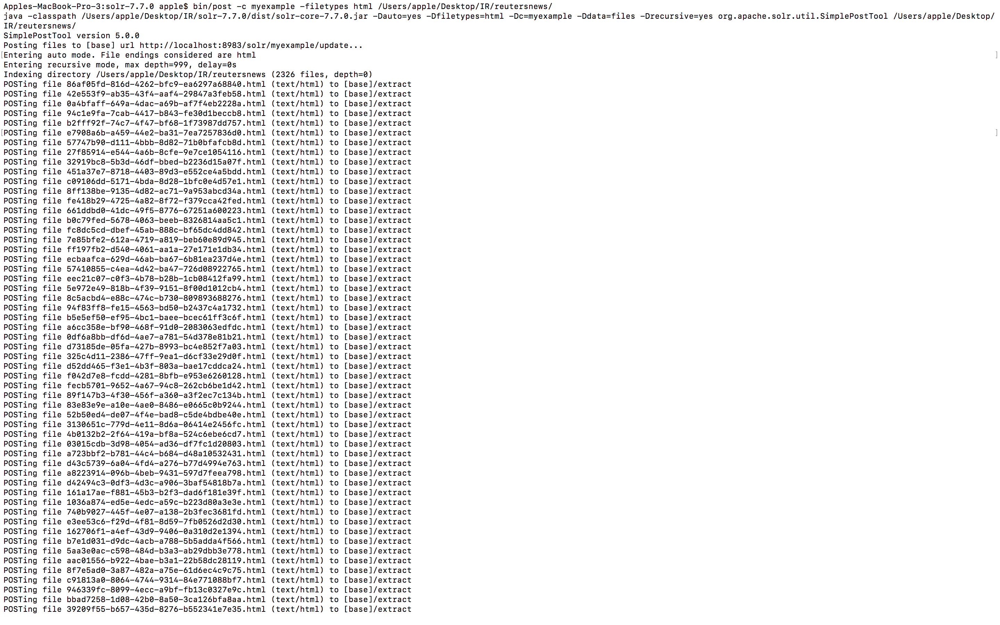 Apples-MacBook-Pro-3:solr-7.7.0 apple$ bin/post -c myexample -filetypes html /Users/apple/Desktop/IR/reutersnews/
java -classpath /Users/apple/Desktop/IR/solr-7.7.0/dist/solr-core-7.7.0.jar -Dauto=yes -Dfiletypes=html -Dc=myexample -Ddata=files -Drecursive=yes org.apache.solr.util.SimplePostTool /Users/apple/Desktop/
IR/reutersnews/
SimplePostTool version 5.0.0
Posting files to [base] url http://localhost:8983/solr/myexample/update...
[Entering auto mode. File endings considered are html ]
Entering recursive mode, max depth=999, delay=0s
Indexing directory /Users/apple/Desktop/IR/reutersnews (2326 files, depth=0)
POSTing file 86af05fd-816d-4262-bfc9-ea6297a68840.html (text/html) to [base]/extract
POSTing file 42e553f9-ab35-43f4-aaf4-29847a3feb58.html (text/html) to [base]/extract
POSTing file 0a4bfaff-649a-4dac-a69b-af7f4eb2228a.html (text/html) to [base]/extract
POSTing file 94c1e9fa-7cab-4417-b843-fe30d1beccb8.html (text/html) to [base]/extract
POSTing file b2fff92f-74c7-4f47-bf68-1f73987dd757.html (text/html) to [base]/extract
[POSTing file e7908a6b-a459-44e2-ba31-7ea7257836d0.html (text/html) to [base]/extract ]
POSTing file 57747b90-d111-4bbb-8d82-71b0bfafcb8d.html (text/html) to [base]/extract
POSTing file 27f85914-e544-4a6b-8cfe-9e7ce1054116.html (text/html) to [base]/extract
POSTing file 32919bc8-5b3d-46df-bbed-b2236d15a07f.html (text/html) to [base]/extract
POSTing file 451a37e7-8718-4403-89d3-e552ce4a5bdd.html (text/html) to [base]/extract
POSTing file c09106dd-5171-4bda-8d28-1bfc0e4d57e1.html (text/html) to [base]/extract
POSTing file 8ff138be-9135-4d82-ac71-9a953abcd34a.html (text/html) to [base]/extract
POSTing file fe418b29-4725-4a82-8f72-f379cca42fed.html (text/html) to [base]/extract
POSTing file 661ddbd0-41dc-49f5-8776-67251a600223.html (text/html) to [base]/extract
POSTing file b0c79fed-5678-4063-beeb-8326814aa5c1.html (text/html) to [base]/extract
POSTing file fc8dc5cd-dbef-45ab-888c-bf65dc4dd842.html (text/html) to [base]/extract
POSTing file 7e85bfe2-612a-4719-a819-beb60e89d945.html (text/html) to [base]/extract
POSTing file ff197fb2-d540-4061-aa1a-27e171e1db34.html (text/html) to [base]/extract
POSTing file ecbaafca-629d-46ab-ba67-6b81ea237d4e.html (text/html) to [base]/extract
POSTing file 57410855-c4ea-4d42-ba47-726d08922765.html (text/html) to [base]/extract
POSTing file eec21c07-c0f3-4b78-b28b-1cb08412fa99.html (text/html) to [base]/extract
POSTing file 5e972e49-818b-4f39-9151-8f00d1012cb4.html (text/html) to [base]/extract
POSTing file 8c5acbd4-e88c-474c-b730-809893688276.html (text/html) to [base]/extract
POSTing file 94f83ff8-fe15-4563-bd50-b2437c4a1732.html (text/html) to [base]/extract
POSTing file b5e5ef50-ef95-4bc1-baee-bcec61ff3c6f.html (text/html) to [base]/extract
POSTing file a6cc358e-bf90-468f-91d0-2083063edfdc.html (text/html) to [base]/extract
POSTing file 0df6a8bb-df6d-4ae7-a781-54d378e81b21.html (text/html) to [base]/extract
POSTing file d73185de-05fa-427b-8993-bc4e852f7a03.html (text/html) to [base]/extract
POSTing file 325c4d11-2386-47ff-9ea1-d6cf33e29d0f.html (text/html) to [base]/extract
POSTing file d52dd465-f3e1-4b3f-803a-bae17cddca24.html (text/html) to [base]/extract
POSTing file f042d7e8-fcdd-4281-8bfb-e953e6260128.html (text/html) to [base]/extract
POSTing file fecb5701-9652-4a67-94c8-262cb6be1d42.html (text/html) to [base]/extract
POSTing file 89f147b3-4f30-456f-a360-a3f2ec7c134b.html (text/html) to [base]/extract
POSTing file 83e83e9e-a10e-4ae0-8486-e0665c0b9244.html (text/html) to [base]/extract
POSTing file 52b50ed4-de07-4f4e-bad8-c5de4bdbe40e.html (text/html) to [base]/extract
POSTing file 3130651c-779d-4e11-8d6a-06414e2456fc.html (text/html) to [base]/extract
POSTing file 4b0132b2-2f64-419a-bf8a-524c6ebe6cd7.html (text/html) to [base]/extract
POSTing file 03015cdb-3d98-4054-ad36-df7fc1d20803.html (text/html) to [base]/extract
POSTing file a723bbf2-b781-44c4-b684-d48a10532431.html (text/html) to [base]/extract
POSTing file d43c5739-6a04-4fd4-a276-b77d4994e763.html (text/html) to [base]/extract
POSTing file a8223914-096b-4beb-9431-597d7feea798.html (text/html) to [base]/extract
POSTing file d42494c3-0df3-4d3c-a906-3baf54818b7a.html (text/html) to [base]/extract
POSTing file 161a17ae-f881-45b3-b2f3-dad6f181e39f.html (text/html) to [base]/extract
POSTing file 1036a874-ed5e-4edc-a59c-b223d80a3e3e.html (text/html) to [base]/extract
POSTing file 740b9027-445f-4e07-a138-2b3fec3681fd.html (text/html) to [base]/extract
POSTing file e3ee53c6-f29d-4f81-8d59-7fb0526d2d30.html (text/html) to [base]/extract
POSTing file 162706f1-a4ef-43d9-9406-0a310d2e1394.html (text/html) to [base]/extract
POSTing file b7e1d031-d9dc-4acb-a788-5b5adda4f566.html (text/html) to [base]/extract
POSTing file 5aa3e0ac-c598-484d-b3a3-ab29dbb3e778.html (text/html) to [base]/extract
POSTing file aac01556-b922-4bae-b3a1-22b58dc28119.html (text/html) to [base]/extract
POSTing file 8f7e5ad0-3a87-482a-a75e-61d6ec4c9c75.html (text/html) to [base]/extract
POSTing file c91813a0-8064-4744-9314-84e771088bf7.html (text/html) to [base]/extract
POSTing file 946339fc-8099-4ecc-a9bf-fb13c0327e9c.html (text/html) to [base]/extract
POSTing file bbad7258-1d08-42b0-8a50-3ca126bfa8aa.html (text/html) to [base]/extract
POSTing file 39209f55-b657-435d-8276-b552341e7e35.html (text/html) to [base]/extract